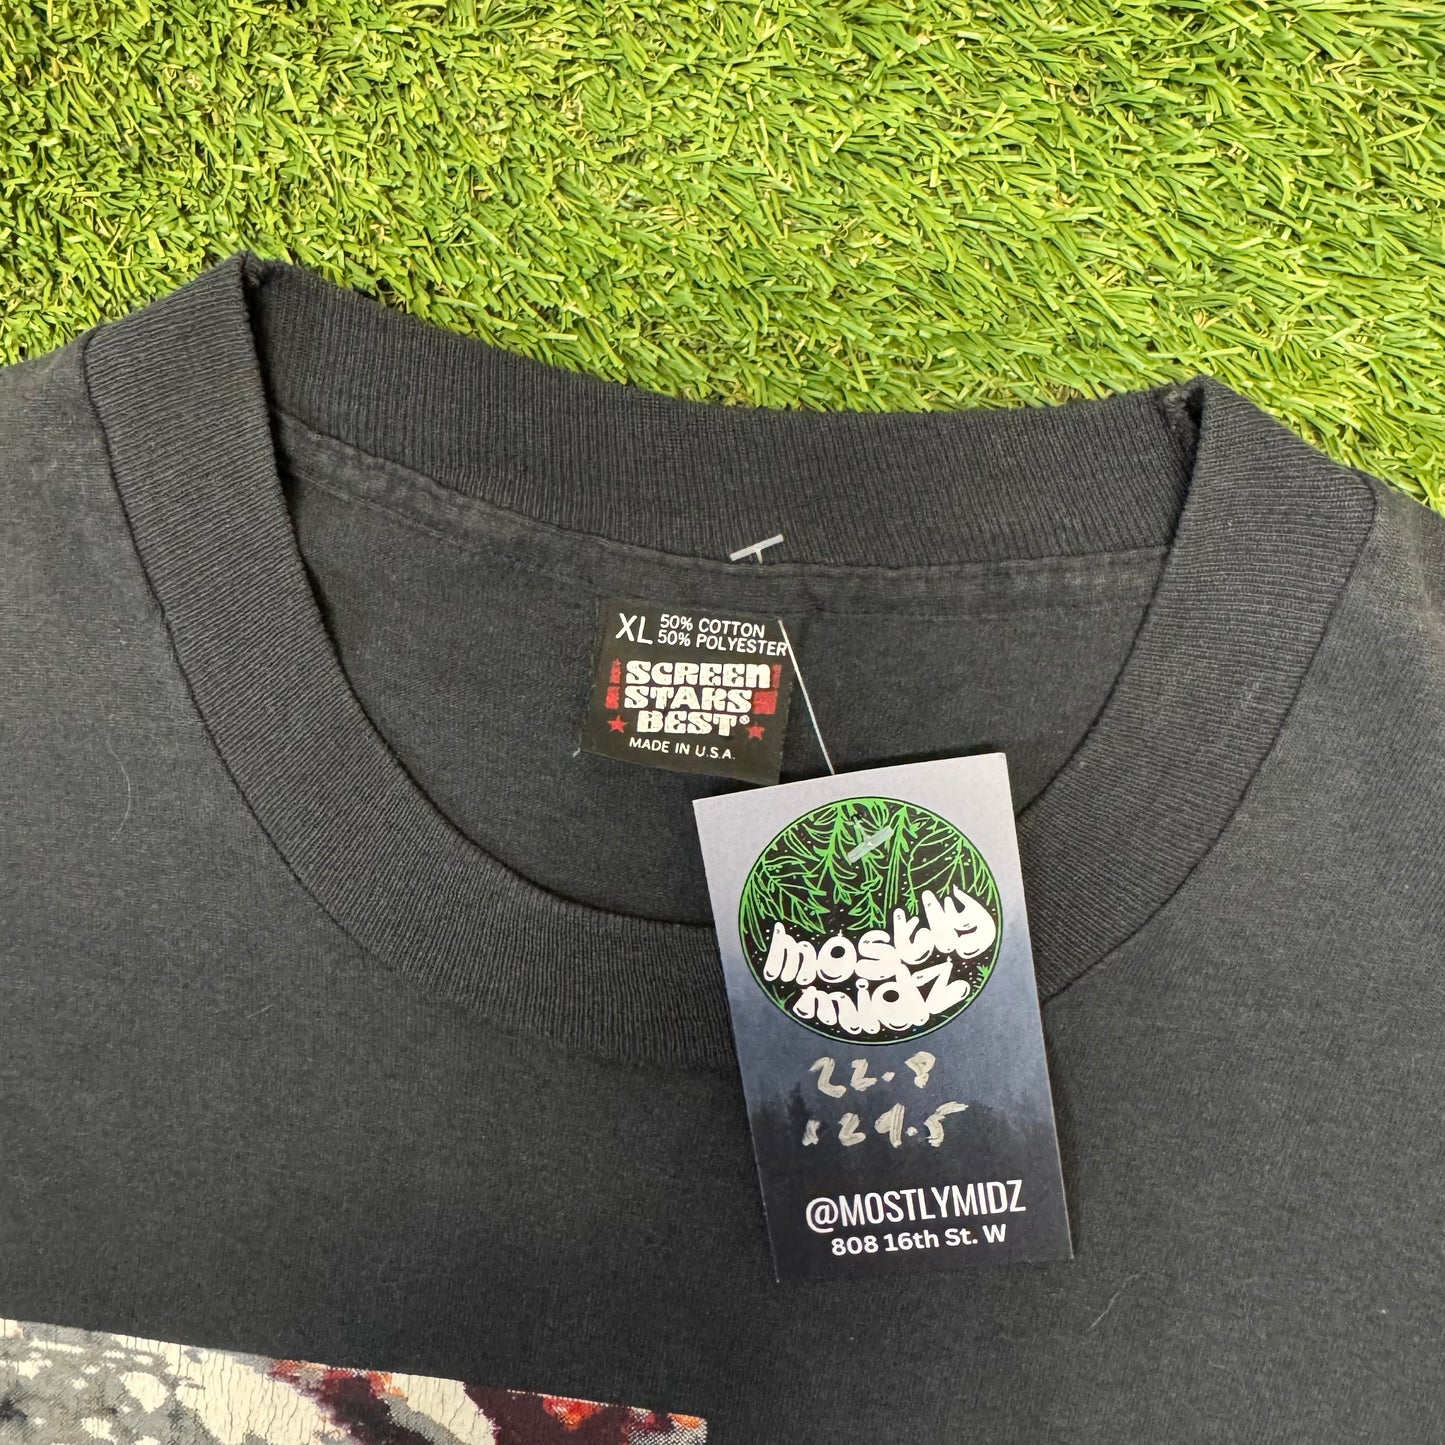 XL 50% COTTON
50% POLYESTER
SCREEN
STARS
BEST®
MADE IN U.S.A.
mostly
midz
22.8
x29.5
@MOSTLYMIDZ
808 16th St. W